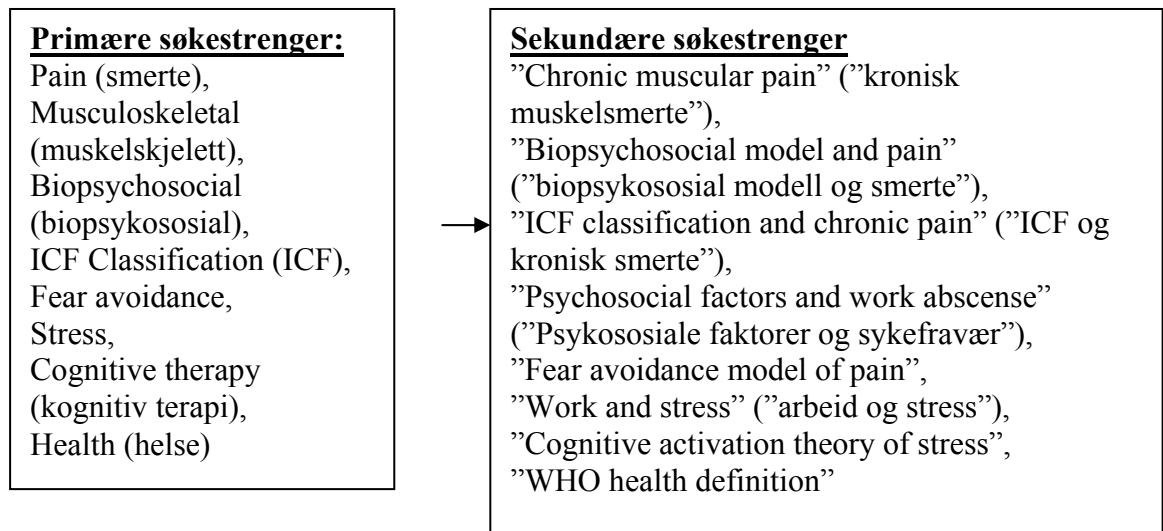 Primære søkestrenger:
Pain (smerte),
Musculoskeletal
(muskelskjelett),
Biopsychosocial
(biopsykososial),
ICF Classification (ICF),
Fear avoidance,
Stress,
Cognitive therapy
(kognitiv terapi),
Health (helse)
Sekundære søkestrenger
”Chronic muscular pain” (”kronisk
muskelsmerte”),
”Biopsychosocial model and pain”
(”biopsykososial modell og smerte”),
”ICF classification and chronic pain” (”ICF og
kronisk smerte”),
”Psychosocial factors and work abscense”
(”Psykososiale faktorer og sykefravær”),
”Fear avoidance model of pain”,
”Work and stress” (”arbeid og stress”),
”Cognitive activation theory of stress”,
”WHO health definition”